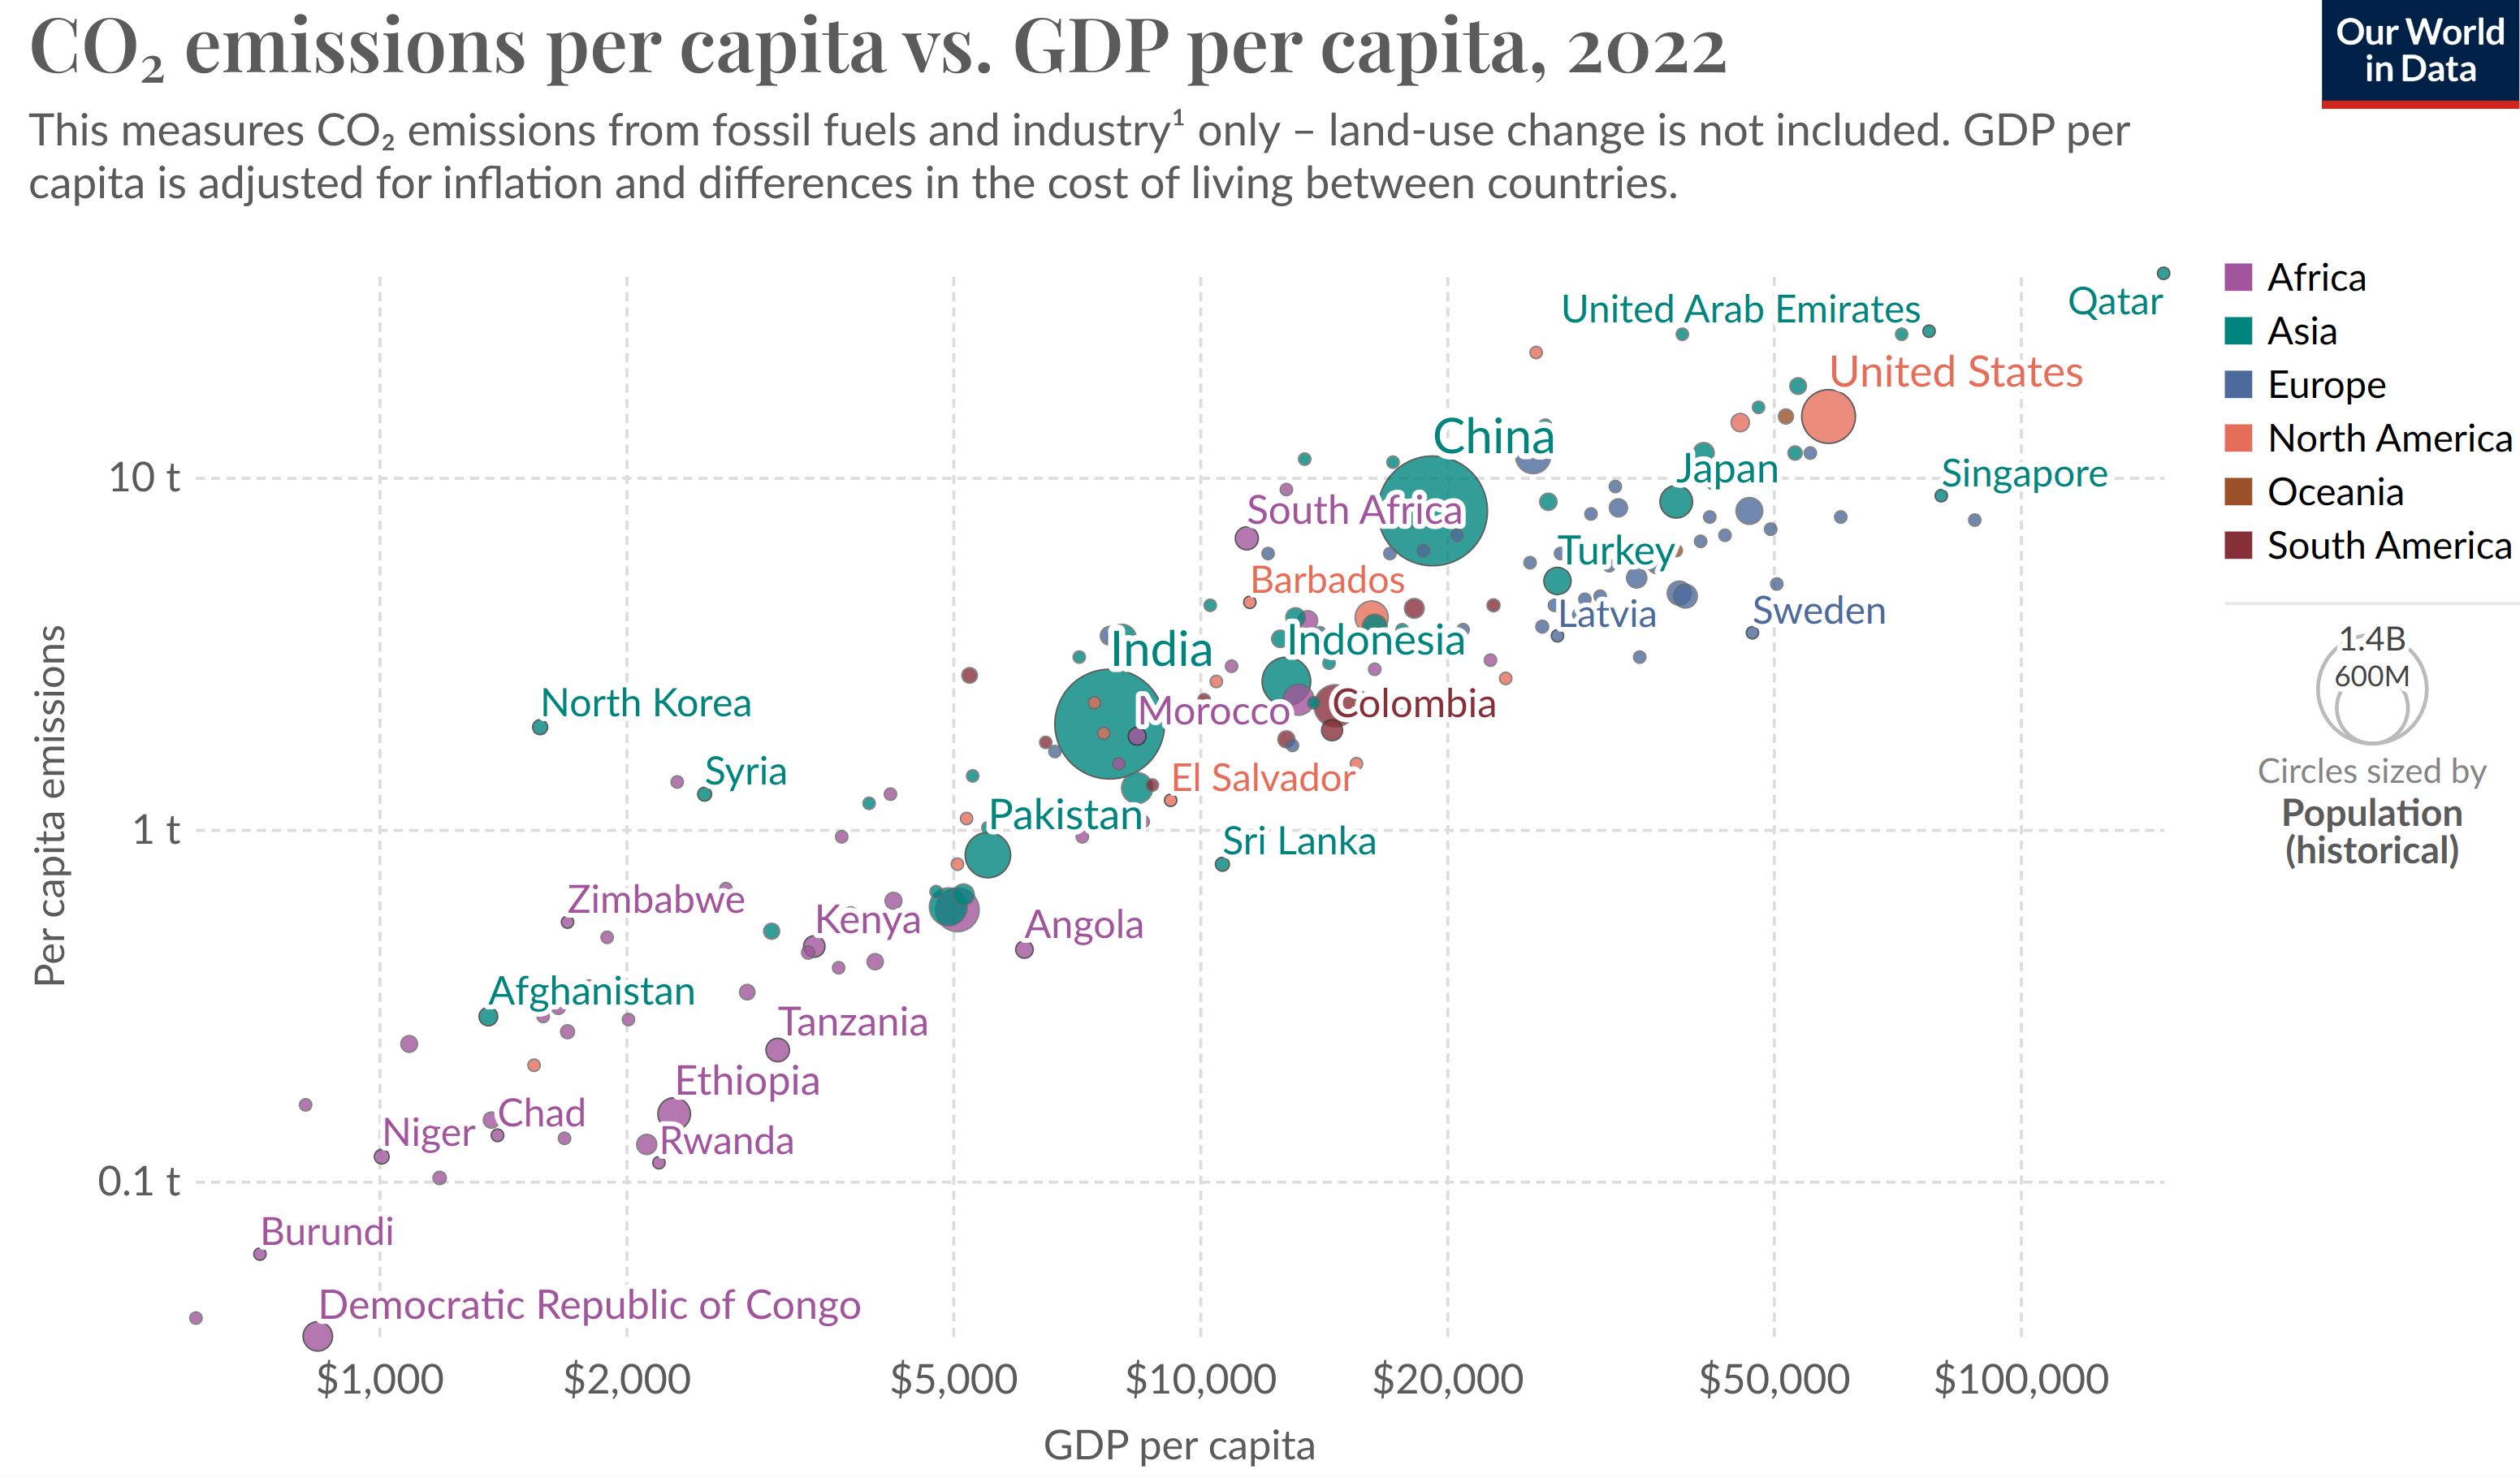 CO₂ emissions per capita vs. GDP per capita, 2022
Our World
in Data
This measures CO₂ emissions from fossil fuels and industry¹ only – land-use change is not included. GDP per
capita is adjusted for inflation and differences in the cost of living between countries.
Africa
Asia
Europe
North America
Oceania
South America
1.4B
600M
Circles sized by
Population
(historical)
Per capita emissions
10 t
1 t
0.1 t
Qatar
United Arab Emirates
United States
China
Japan
Singapore
South Africa
Turkey
Barbados
Latvia
Sweden
India
Indonesia
North Korea
Morocco
Colombia
Syria
El Salvador
Pakistan
Sri Lanka
Zimbabwe
Kenya
Angola
Afghanistan
Tanzania
Ethiopia
Chad
Niger
Rwanda
Burundi
Democratic Republic of Congo
$1,000
$2,000
$5,000
$10,000
$20,000
$50,000
$100,000
GDP per capita